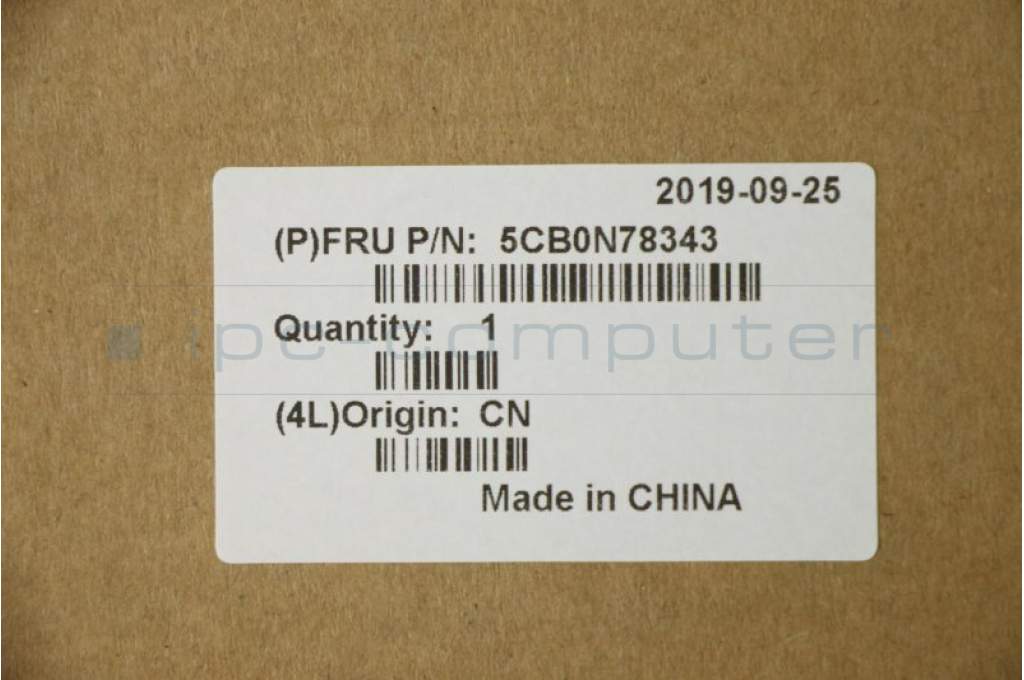 2019-09-25
(P)FRU P/N: 5CB0N78343
Quantity: 1
ipc-computer
(4L)Origin: CN
Made in CHINA